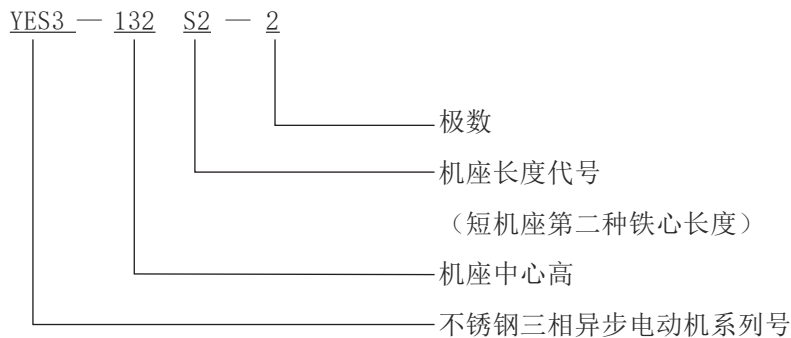 YES3 — 132 S2 — 2
极数
机座长度代号
（短机座第二种铁心长度）
机座中心高
不锈钢三相异步电动机系列号